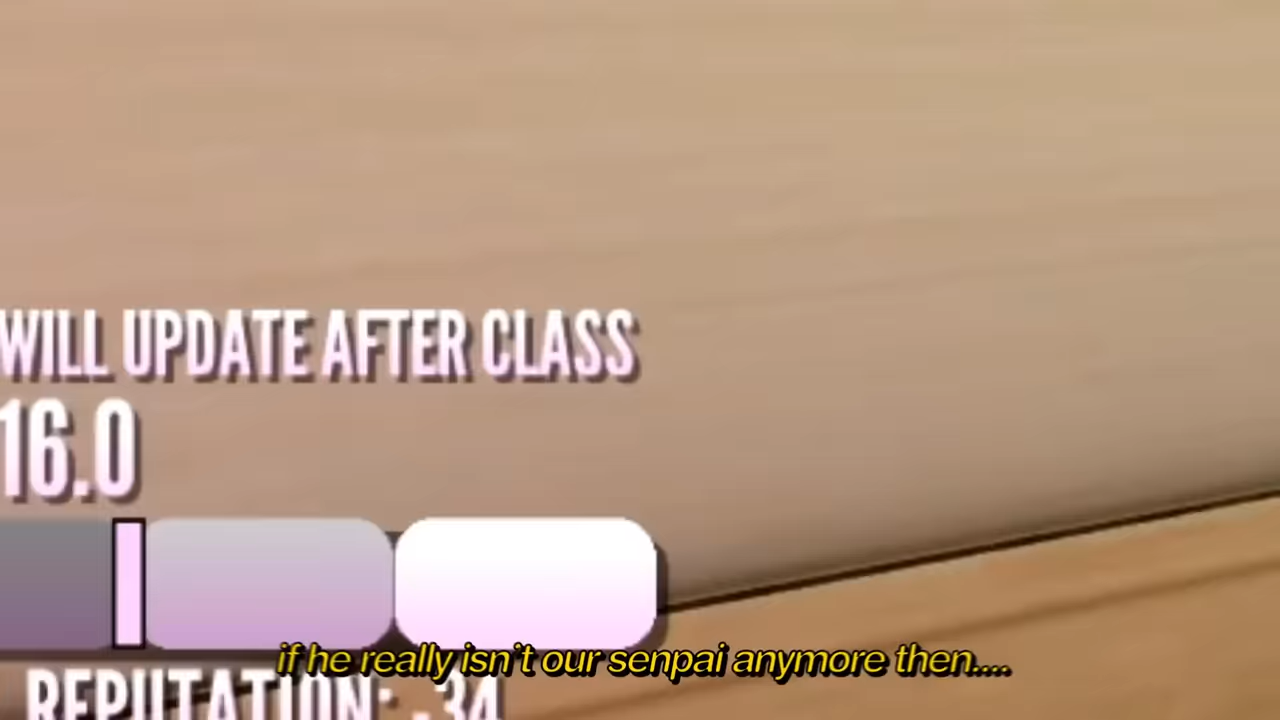 WILL UPDATE AFTER CLASS
16.0
if he really isn't our senpai anymore then....
REPUTATION: -34